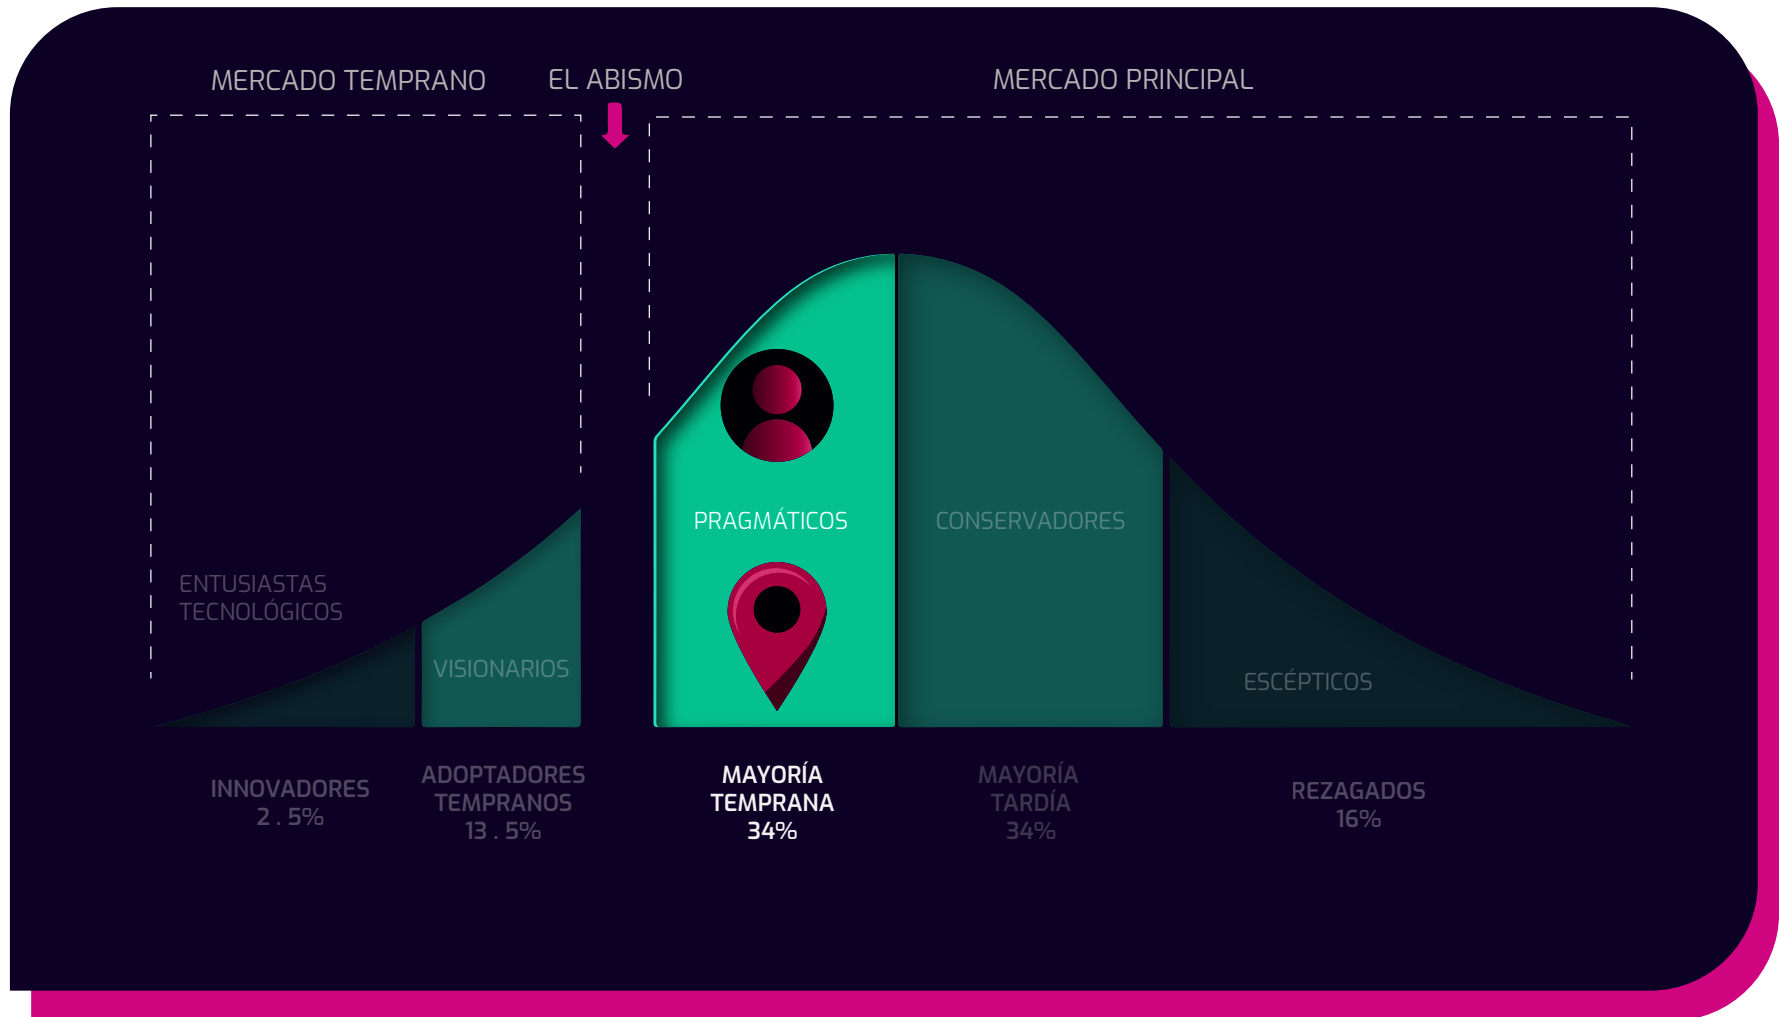 MERCADO TEMPRANO
EL ABISMO
MERCADO PRINCIPAL
ENTUSIASTAS
TECNOLÓGICOS
VISIONARIOS
PRAGMÁTICOS
CONSERVADORES
ESCÉPTICOS
INNOVADORES
2 . 5%
ADOPTADORES
TEMPRANOS
13 . 5%
MAYORÍA
TEMPRANA
34%
MAYORÍA
TARDÍA
34%
REZAGADOS
16%